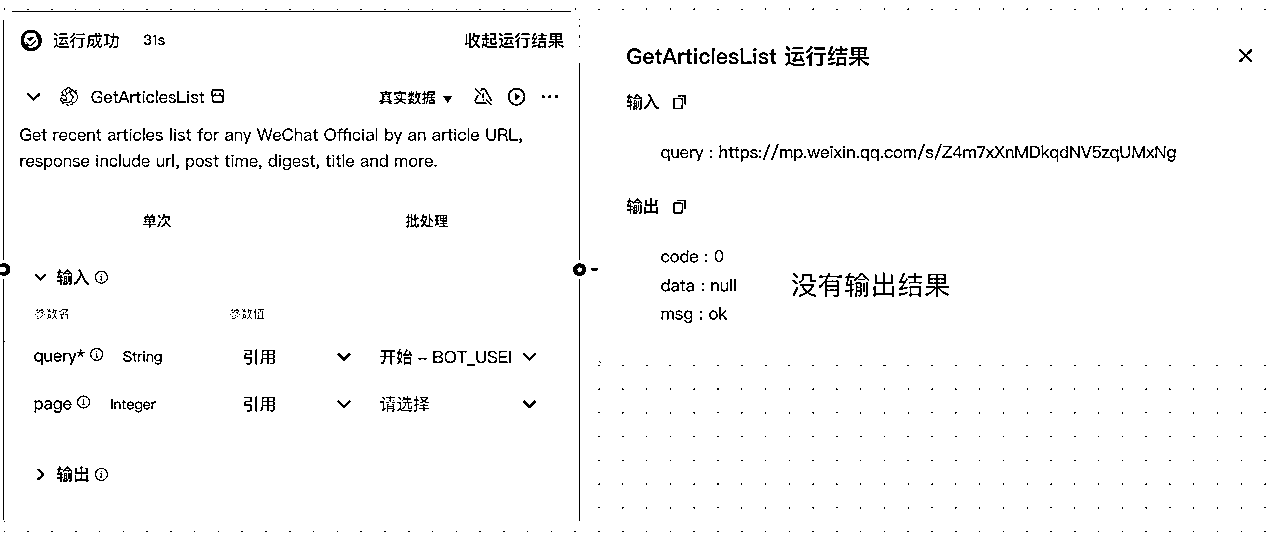 运行成功 31s 收起运行结果
GetArticlesList 真实数据
Get recent articles list for any WeChat Official by an article URL,
response include url, post time, digest, title and more.
单次 批处理
输入
参数名 参数值
query* String 引用 开始 - BOT_USEI
page Integer 引用 请选择
输出
GetArticlesList 运行结果
输入
query : https://mp.weixin.qq.com/s/Z4m7xXnMDkqdNV5zqUMxNg
输出
code : 0
data : null
msg : ok
没有输出结果